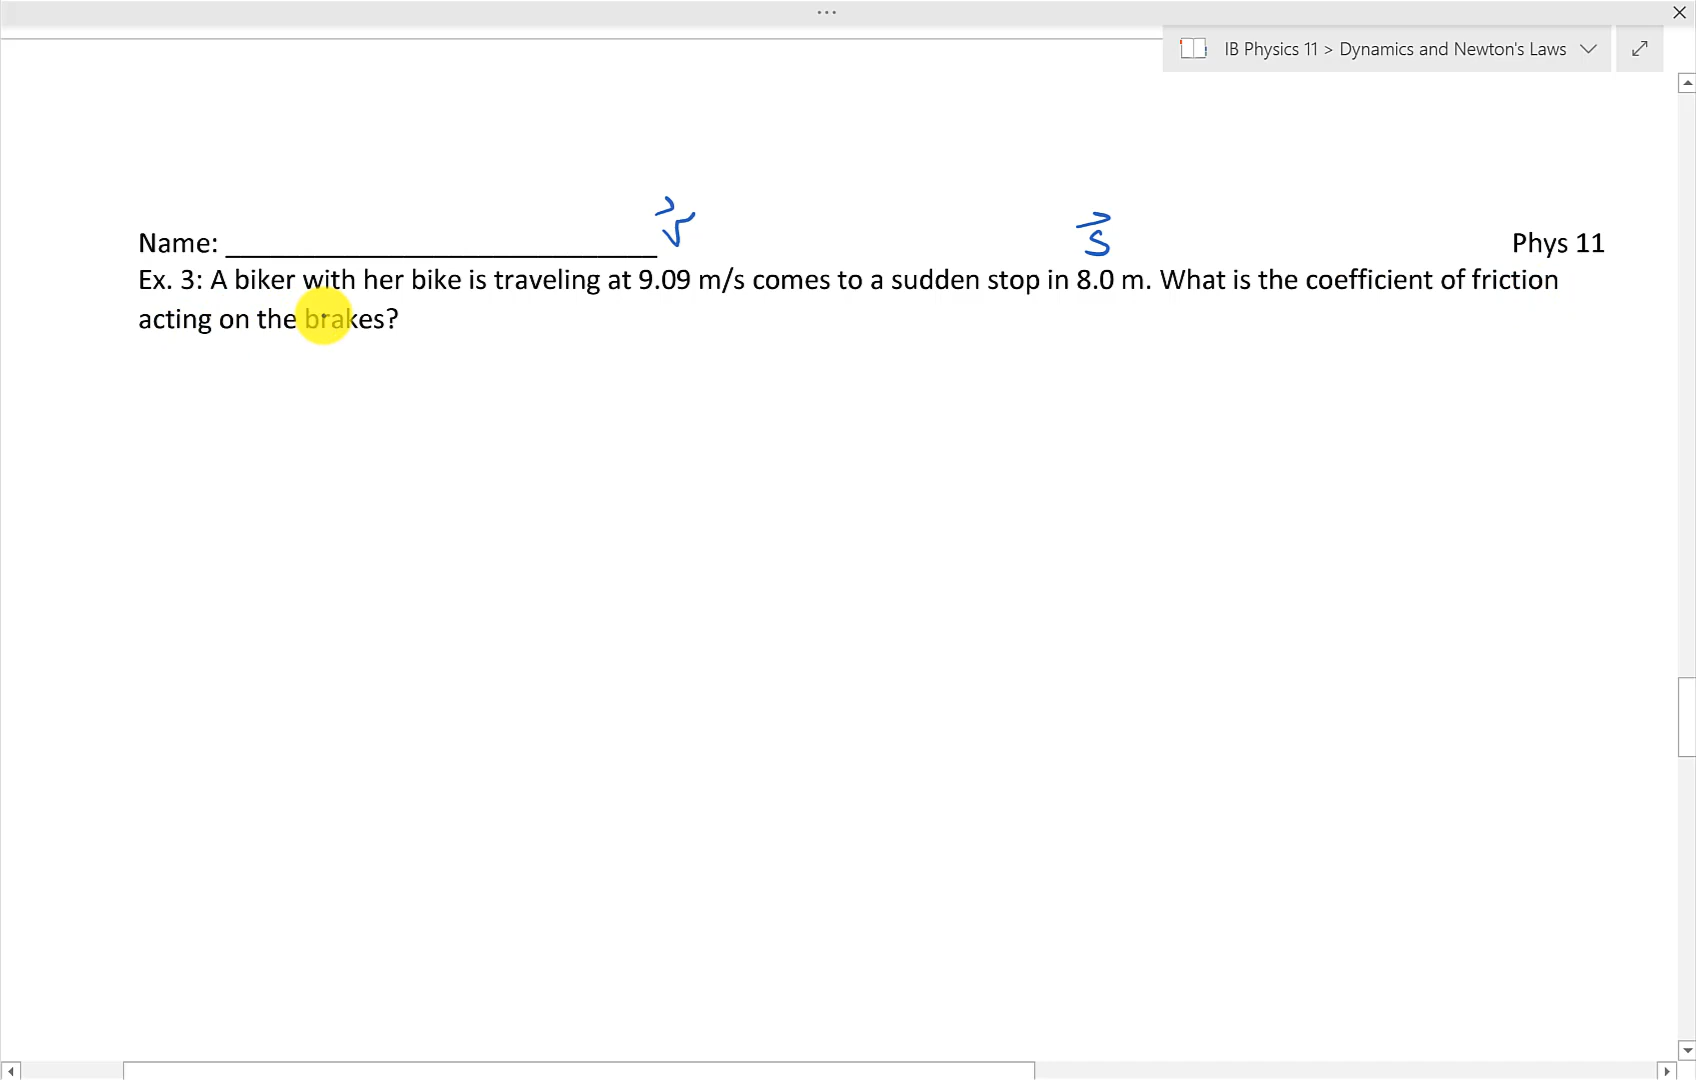 ...
IB Physics 11 > Dynamics and Newton's Laws
v⃗
s⃗
Name: ______________________________ Phys 11
Ex. 3: A biker with her bike is traveling at 9.09 m/s comes to a sudden stop in 8.0 m. What is the coefficient of friction
acting on the brakes?